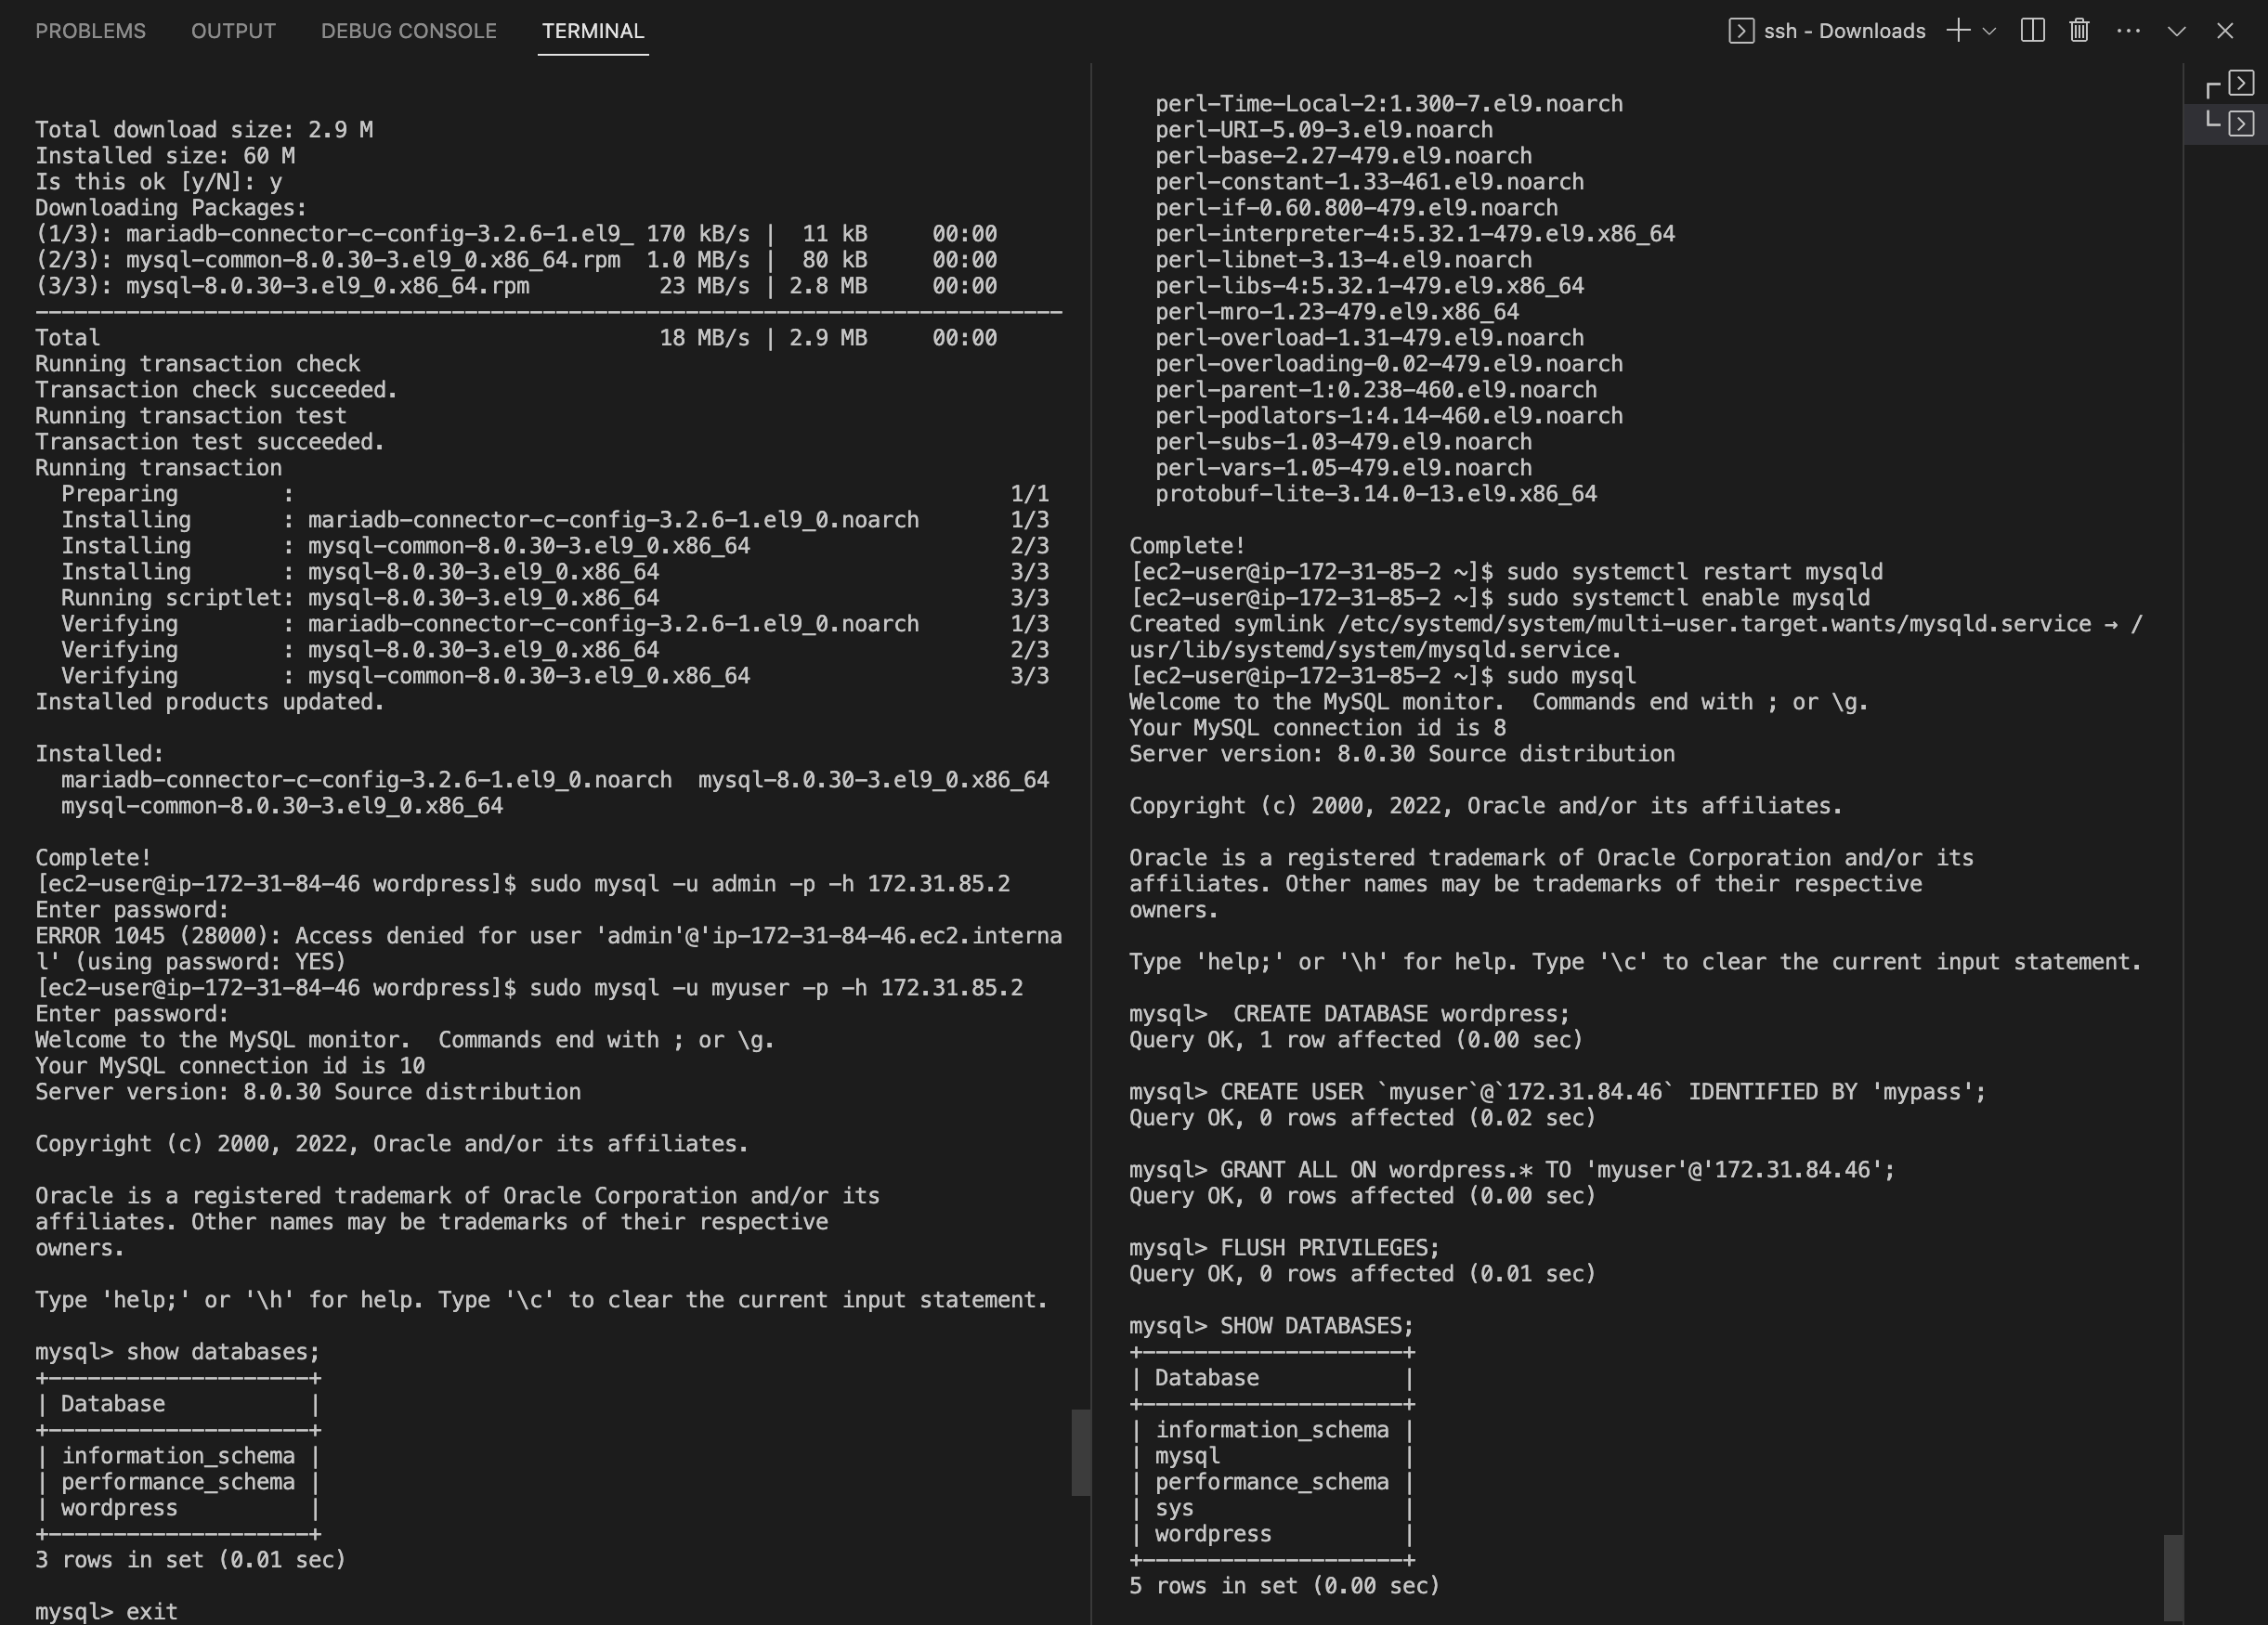 PROBLEMS OUTPUT DEBUG CONSOLE TERMINAL
ssh - Downloads
Total download size: 2.9 M
Installed size: 60 M
Is this ok [y/N]: y
Downloading Packages:
(1/3): mariadb-connector-c-config-3.2.6-1.el9_ 170 kB/s |  11 kB     00:00
(2/3): mysql-common-8.0.30-3.el9_0.x86_64.rpm  1.0 MB/s |  80 kB     00:00
(3/3): mysql-8.0.30-3.el9_0.x86_64.rpm          23 MB/s | 2.8 MB     00:00
-------------------------------------------------------------------------------
Total                                           18 MB/s | 2.9 MB     00:00
Running transaction check
Transaction check succeeded.
Running transaction test
Transaction test succeeded.
Running transaction
  Preparing        :                                                       1/1
  Installing       : mariadb-connector-c-config-3.2.6-1.el9_0.noarch       1/3
  Installing       : mysql-common-8.0.30-3.el9_0.x86_64                    2/3
  Installing       : mysql-8.0.30-3.el9_0.x86_64                           3/3
  Running scriptlet: mysql-8.0.30-3.el9_0.x86_64                           3/3
  Verifying        : mariadb-connector-c-config-3.2.6-1.el9_0.noarch       1/3
  Verifying        : mysql-8.0.30-3.el9_0.x86_64                           2/3
  Verifying        : mysql-common-8.0.30-3.el9_0.x86_64                    3/3
Installed products updated.

Installed:
  mariadb-connector-c-config-3.2.6-1.el9_0.noarch  mysql-8.0.30-3.el9_0.x86_64
  mysql-common-8.0.30-3.el9_0.x86_64

Complete!
[ec2-user@ip-172-31-84-46 wordpress]$ sudo mysql -u admin -p -h 172.31.85.2
Enter password:
ERROR 1045 (28000): Access denied for user 'admin'@'ip-172-31-84-46.ec2.interna
l' (using password: YES)
[ec2-user@ip-172-31-84-46 wordpress]$ sudo mysql -u myuser -p -h 172.31.85.2
Enter password:
Welcome to the MySQL monitor.  Commands end with ; or \g.
Your MySQL connection id is 10
Server version: 8.0.30 Source distribution

Copyright (c) 2000, 2022, Oracle and/or its affiliates.

Oracle is a registered trademark of Oracle Corporation and/or its
affiliates. Other names may be trademarks of their respective
owners.

Type 'help;' or '\h' for help. Type '\c' to clear the current input statement.

mysql> show databases;
+--------------------+
| Database           |
+--------------------+
| information_schema |
| performance_schema |
| wordpress          |
+--------------------+
3 rows in set (0.01 sec)

mysql> exit
  perl-Time-Local-2:1.300-7.el9.noarch
  perl-URI-5.09-3.el9.noarch
  perl-base-2.27-479.el9.noarch
  perl-constant-1.33-461.el9.noarch
  perl-if-0.60.800-479.el9.noarch
  perl-interpreter-4:5.32.1-479.el9.x86_64
  perl-libnet-3.13-4.el9.noarch
  perl-libs-4:5.32.1-479.el9.x86_64
  perl-mro-1.23-479.el9.x86_64
  perl-overload-1.31-479.el9.noarch
  perl-overloading-0.02-479.el9.noarch
  perl-parent-1:0.238-460.el9.noarch
  perl-podlators-1:4.14-460.el9.noarch
  perl-subs-1.03-479.el9.noarch
  perl-vars-1.05-479.el9.noarch
  protobuf-lite-3.14.0-13.el9.x86_64

Complete!
[ec2-user@ip-172-31-85-2 ~]$ sudo systemctl restart mysqld
[ec2-user@ip-172-31-85-2 ~]$ sudo systemctl enable mysqld
Created symlink /etc/systemd/system/multi-user.target.wants/mysqld.service → /
usr/lib/systemd/system/mysqld.service.
[ec2-user@ip-172-31-85-2 ~]$ sudo mysql
Welcome to the MySQL monitor.  Commands end with ; or \g.
Your MySQL connection id is 8
Server version: 8.0.30 Source distribution

Copyright (c) 2000, 2022, Oracle and/or its affiliates.

Oracle is a registered trademark of Oracle Corporation and/or its
affiliates. Other names may be trademarks of their respective
owners.

Type 'help;' or '\h' for help. Type '\c' to clear the current input statement.

mysql>  CREATE DATABASE wordpress;
Query OK, 1 row affected (0.00 sec)

mysql> CREATE USER `myuser`@`172.31.84.46` IDENTIFIED BY 'mypass';
Query OK, 0 rows affected (0.02 sec)

mysql> GRANT ALL ON wordpress.* TO 'myuser'@'172.31.84.46';
Query OK, 0 rows affected (0.00 sec)

mysql> FLUSH PRIVILEGES;
Query OK, 0 rows affected (0.01 sec)

mysql> SHOW DATABASES;
+--------------------+
| Database           |
+--------------------+
| information_schema |
| mysql              |
| performance_schema |
| sys                |
| wordpress          |
+--------------------+
5 rows in set (0.00 sec)